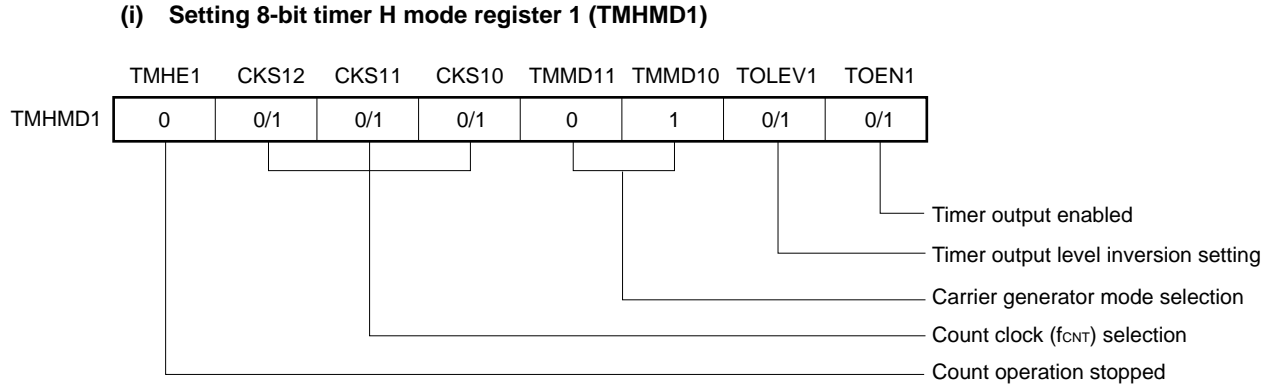 (i) Setting 8-bit timer H mode register 1 (TMHMD1)
TMHE1 CKS12 CKS11 CKS10 TMMD11 TMMD10 TOLEV1 TOEN1
TMHMD1 0 0/1 0/1 0/1 0 1 0/1 0/1
Timer output enabled
Timer output level inversion setting
Carrier generator mode selection
Count clock (fCNT) selection
Count operation stopped